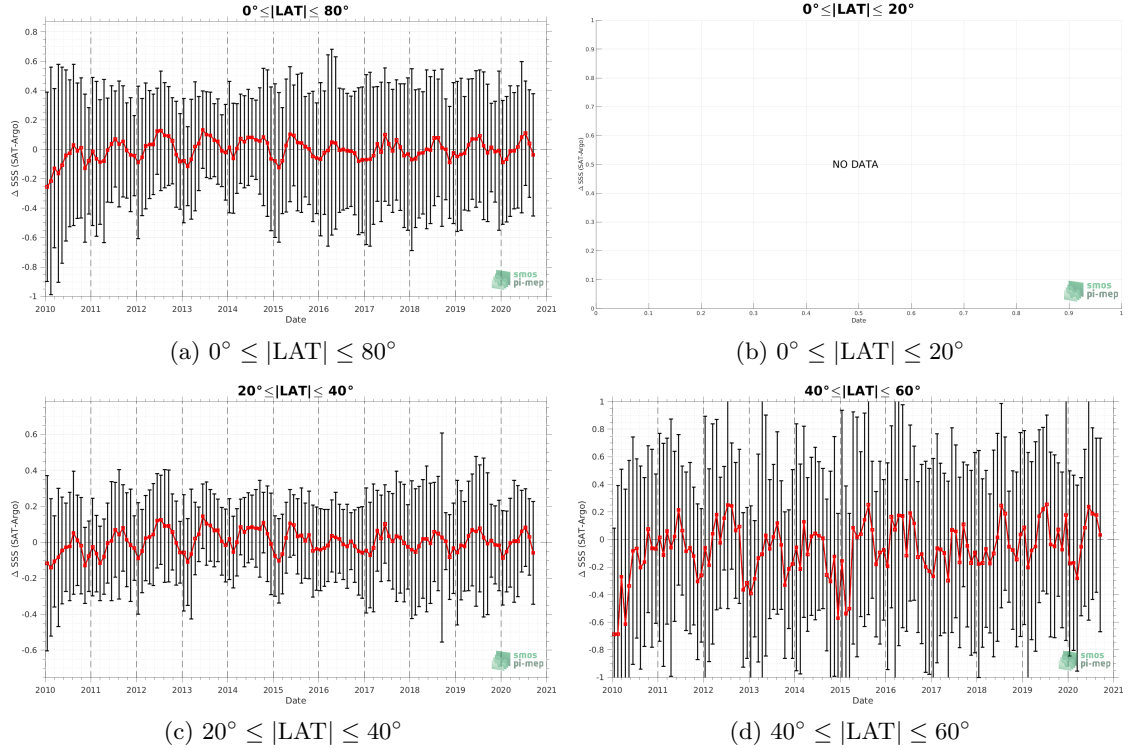 0°≤|LAT|≤ 80°
0.8
0.6
0.4
0.2
0
-0.2
-0.4
-0.6
-0.8
-1
Δ SSS (SAT-Argo)
2010 2011 2012 2013 2014 2015 2016 2017 2018 2019 2020 2021
Date
smos
pi-mep
(a) 0° ≤ |LAT| ≤ 80°
0°≤|LAT|≤ 20°
1
0.9
0.8
0.7
0.6
0.5
0.4
0.3
0.2
0.1
0
Δ SSS (SAT-Argo)
NO DATA
0 0.1 0.2 0.3 0.4 0.5 0.6 0.7 0.8 0.9 1
Date
smos
pi-mep
(b) 0° ≤ |LAT| ≤ 20°
20°≤|LAT|≤ 40°
0.6
0.4
0.2
0
-0.2
-0.4
-0.6
Δ SSS (SAT-Argo)
2010 2011 2012 2013 2014 2015 2016 2017 2018 2019 2020 2021
Date
smos
pi-mep
(c) 20° ≤ |LAT| ≤ 40°
40°≤|LAT|≤ 60°
1
0.8
0.6
0.4
0.2
0
-0.2
-0.4
-0.6
-0.8
-1
Δ SSS (SAT-Argo)
2010 2011 2012 2013 2014 2015 2016 2017 2018 2019 2020 2021
Date
smos
pi-mep
(d) 40° ≤ |LAT| ≤ 60°